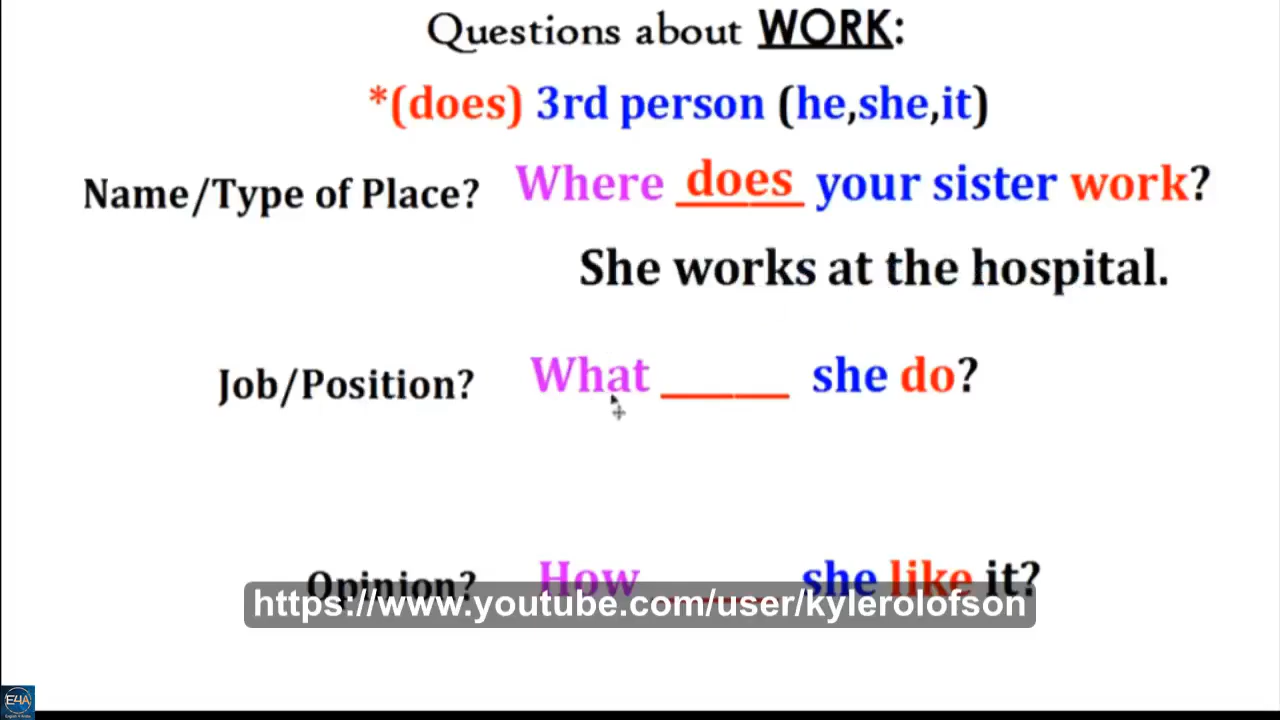 Questions about WORK:
*(does) 3rd person (he,she,it)
Name/Type of Place? Where does your sister work?
She works at the hospital.
Job/Position? What ______ she do?
Opinion? How ______ she like it?
https://www.youtube.com/user/kylerolofson
E4A